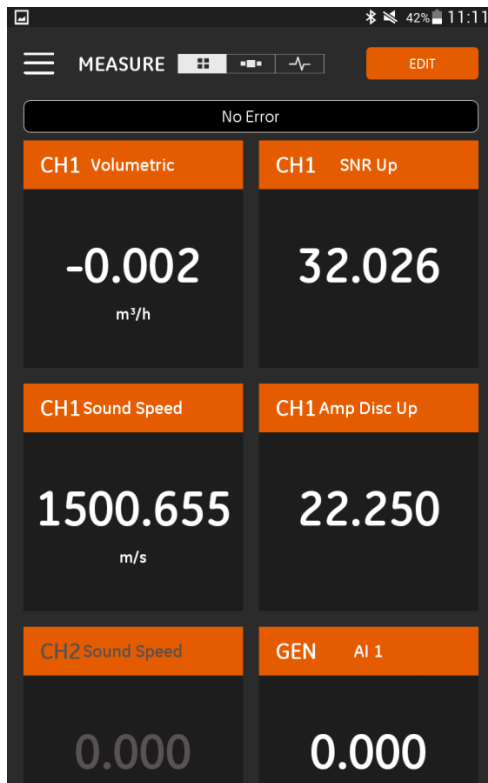 42% 11:11
MEASURE EDIT
No Error
CH1 Volumetric
-0.002
m³/h
CH1 SNR Up
32.026
CH1 Sound Speed
1500.655
m/s
CH1 Amp Disc Up
22.250
CH2 Sound Speed
0.000
GEN AI 1
0.000